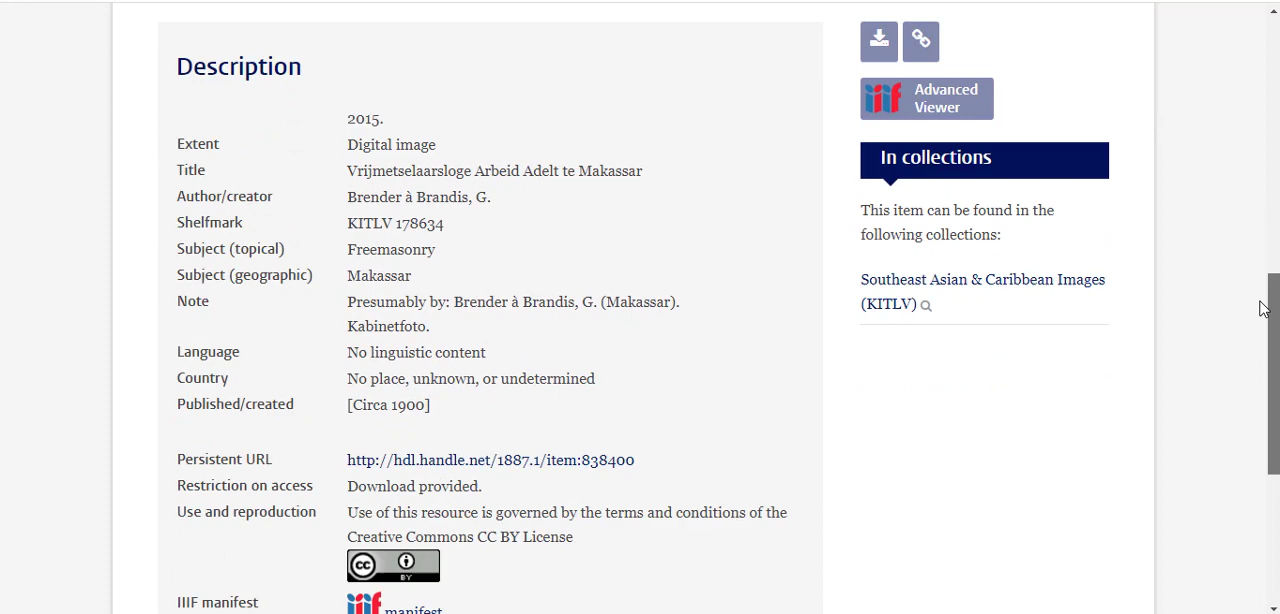 Description
2015.
Extent Digital image
Title Vrijmetselaarsloge Arbeid Adelt te Makassar
Author/creator Brender à Brandis, G.
Shelfmark KITLV 178634
Subject (topical) Freemasonry
Subject (geographic) Makassar
Note Presumably by: Brender à Brandis, G. (Makassar).
Kabinetfoto.
Language No linguistic content
Country No place, unknown, or undetermined
Published/created [Circa 1900]
Persistent URL http://hdl.handle.net/1887.1/item:838400
Restriction on access Download provided.
Use and reproduction Use of this resource is governed by the terms and conditions of the
Creative Commons CC BY License
cc BY
IIIF manifest iiif manifest
iiif Advanced
Viewer
In collections
This item can be found in the
following collections:
Southeast Asian & Caribbean Images
(KITLV)